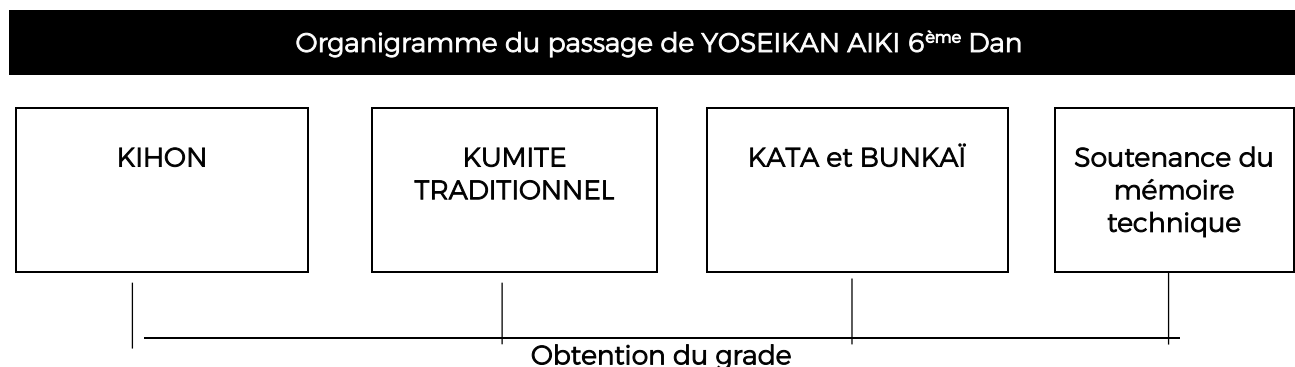 Organigramme du passage de YOSEIKAN AIKI 6ème Dan
KIHON
KUMITE
TRADITIONNEL
KATA et BUNKAÏ
Soutenance du
mémoire
technique
Obtention du grade